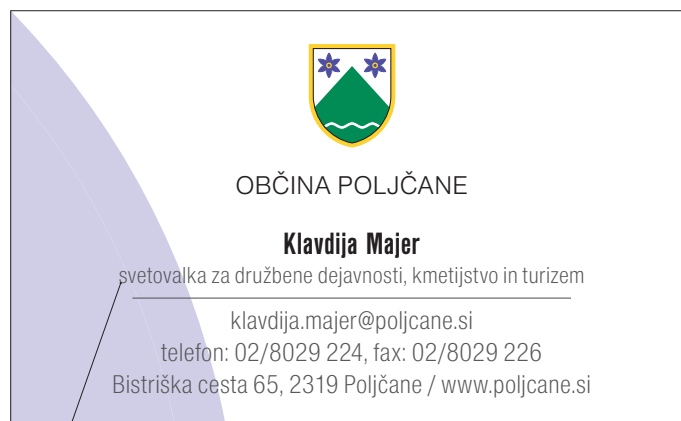 OBČINA POLJČANE
Klavdija Majer
svetovalka za družbene dejavnosti, kmetijstvo in turizem
klavdija.majer@poljcane.si
telefon: 02/8029 224, fax: 02/8029 226
Bistriška cesta 65, 2319 Poljčane / www.poljcane.si